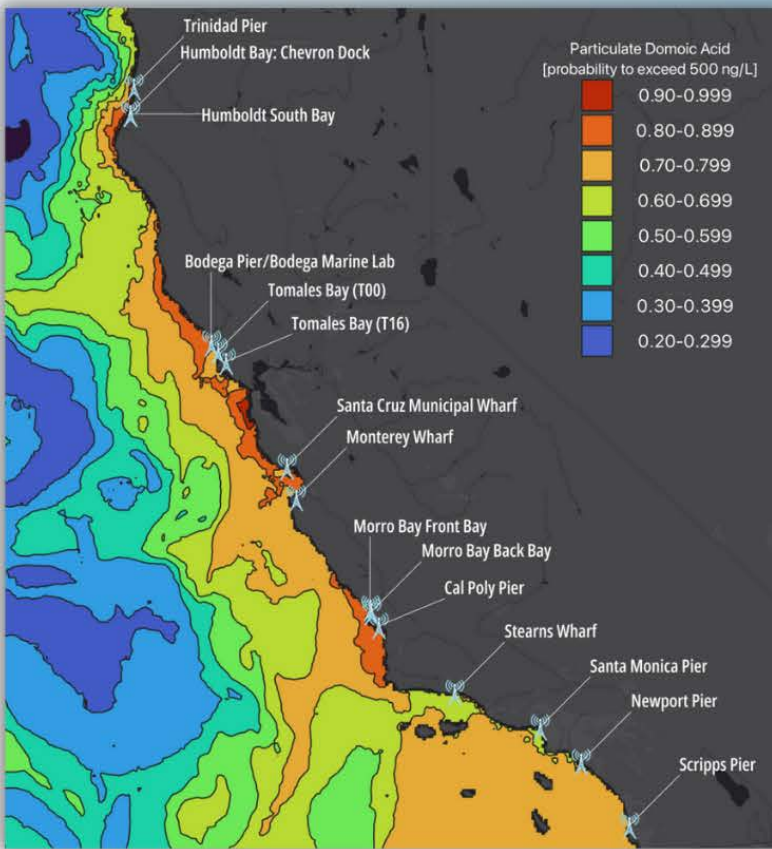 Trinidad Pier
Humboldt Bay: Chevron Dock
Humboldt South Bay
Particulate Domoic Acid
[probability to exceed 500 ng/L]
0.90-0.999
0.80-0.899
0.70-0.799
0.60-0.699
0.50-0.599
0.40-0.499
0.30-0.399
0.20-0.299
Bodega Pier/Bodega Marine Lab
Tomales Bay (T00)
Tomales Bay (T16)
Santa Cruz Municipal Wharf
Monterey Wharf
Morro Bay Front Bay
Morro Bay Back Bay
Cal Poly Pier
Stearns Wharf
Santa Monica Pier
Newport Pier
Scripps Pier